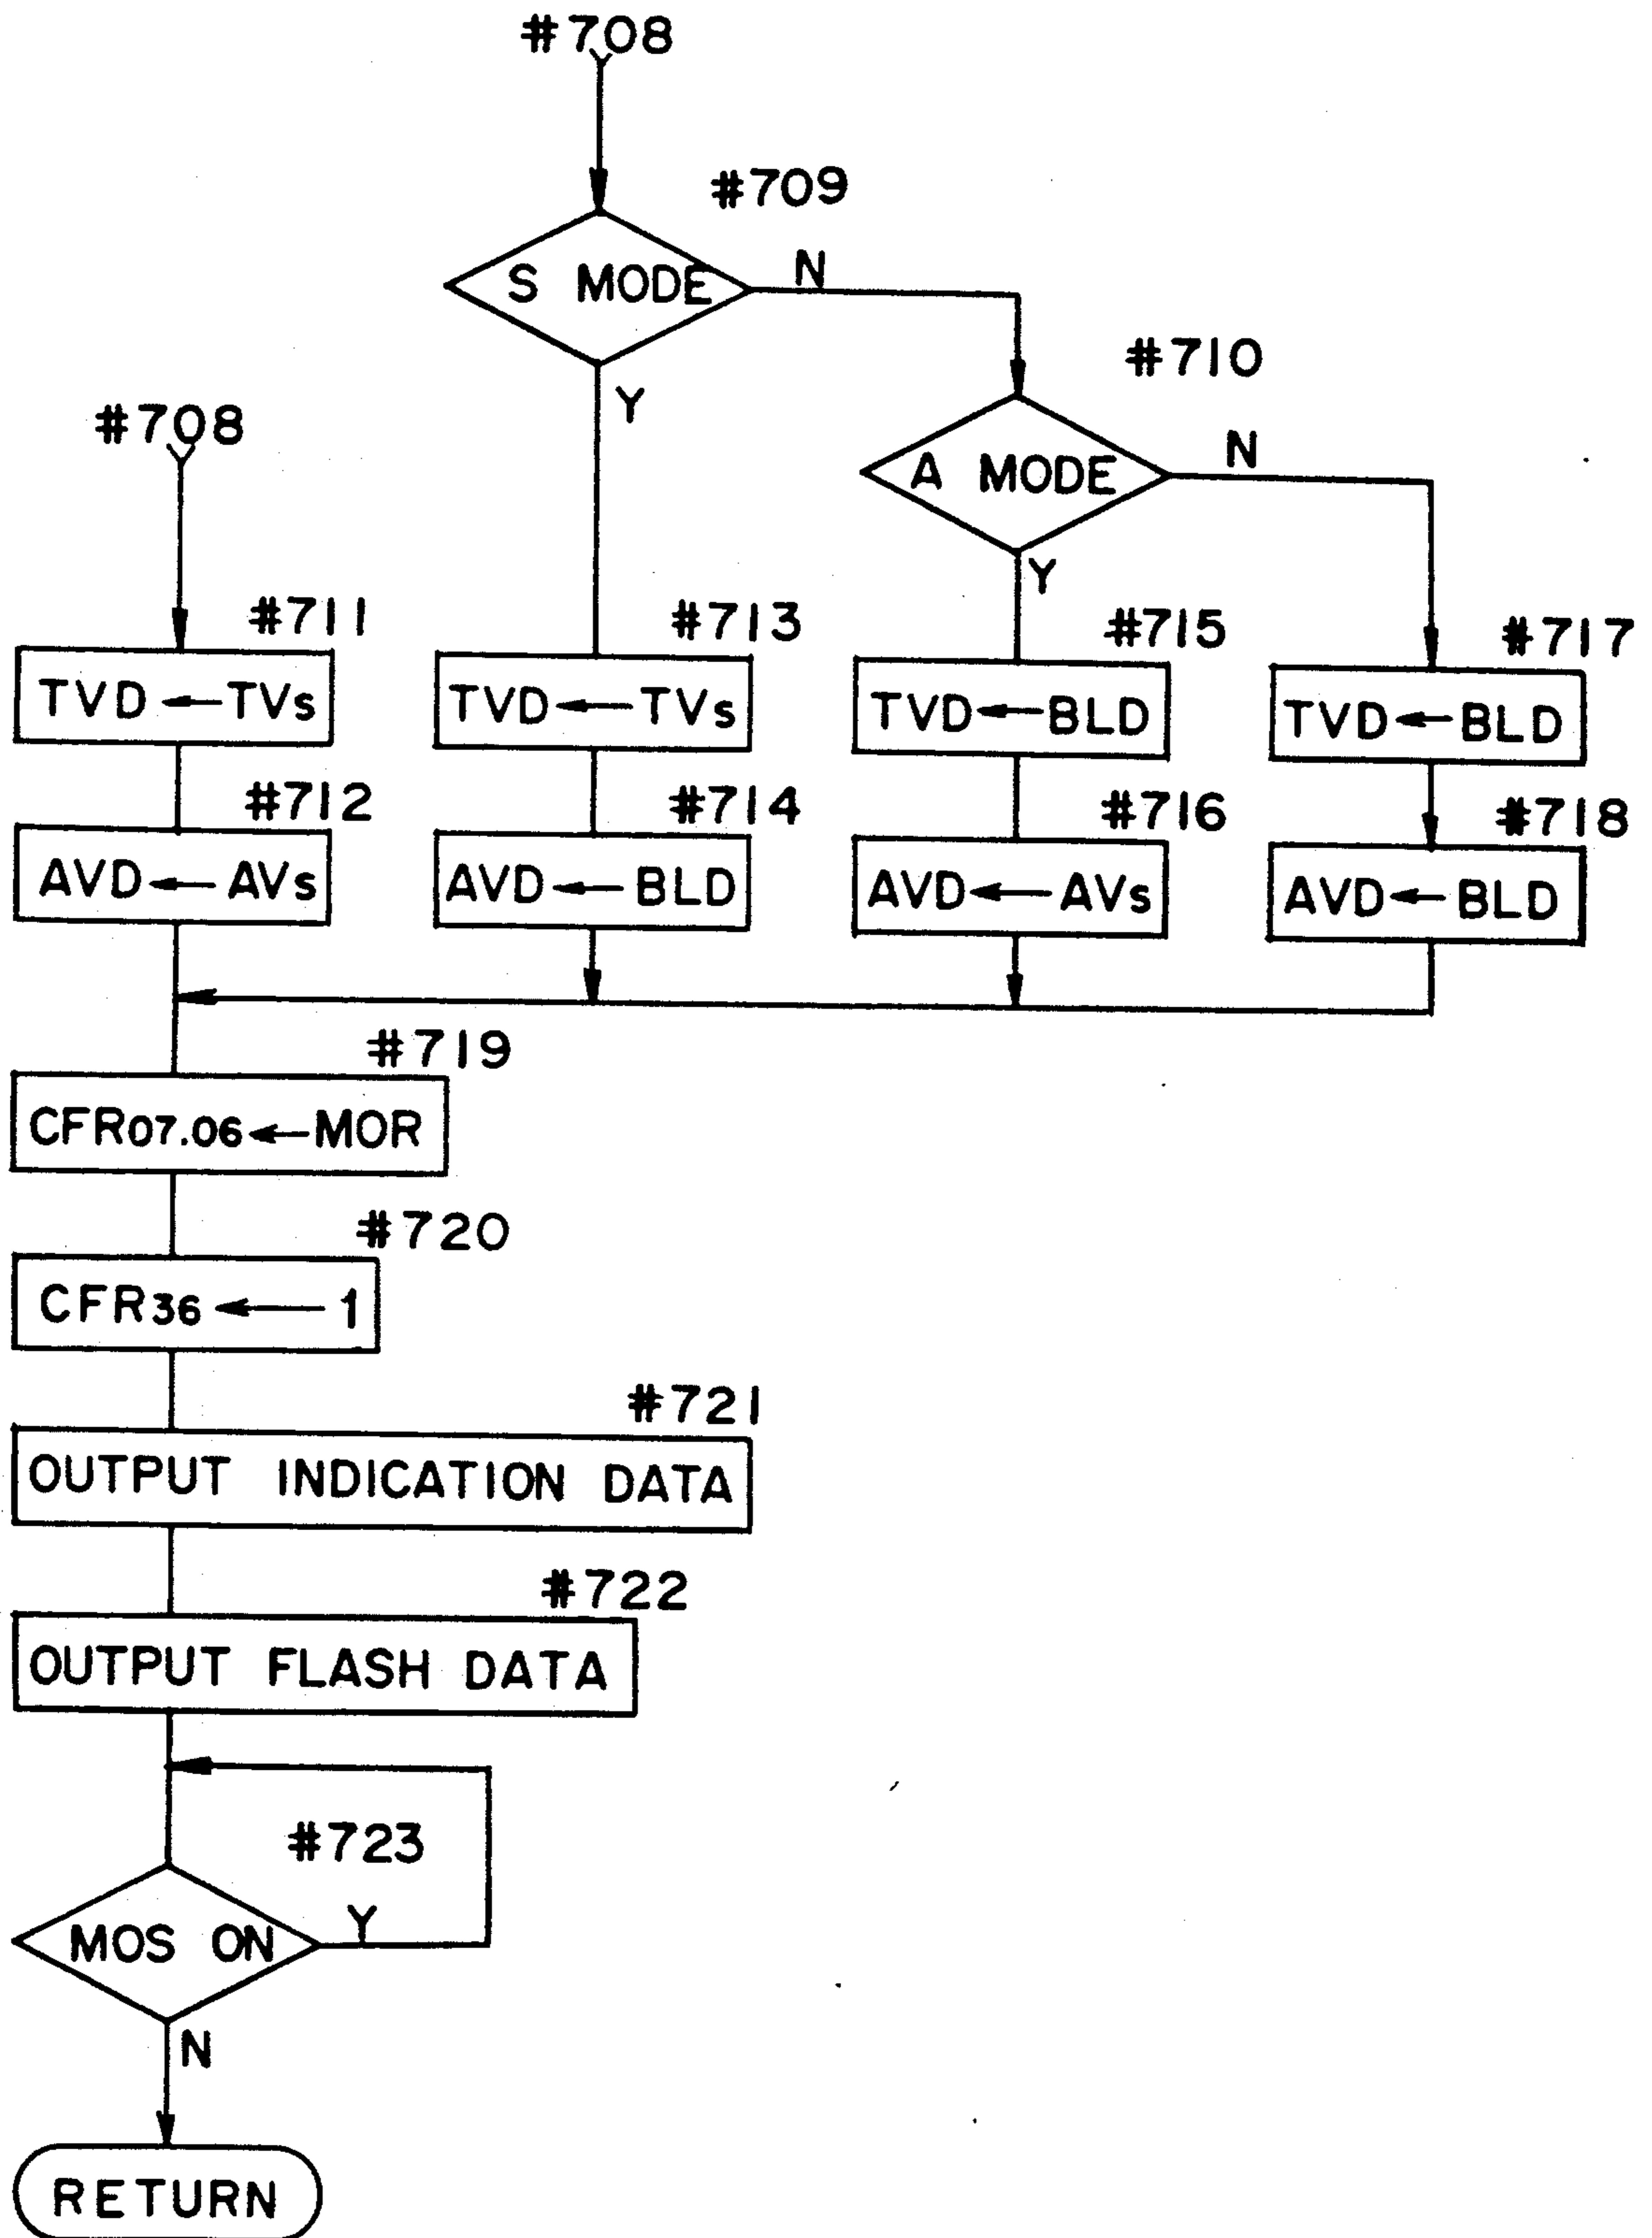 #708
#709
S MODE
N
Y
#710
A MODE
N
Y
#708
#711
TVD←TVs
#712
AVD←AVs
#713
TVD←TVs
#714
AVD←BLD
#715
TVD←BLD
#716
AVD←AVs
#717
TVD←BLD
#718
AVD←BLD
#719
CFR07.06←MOR
#720
CFR36←1
#721
OUTPUT INDICATION DATA
#722
OUTPUT FLASH DATA
#723
MOS ON
Y
N
RETURN